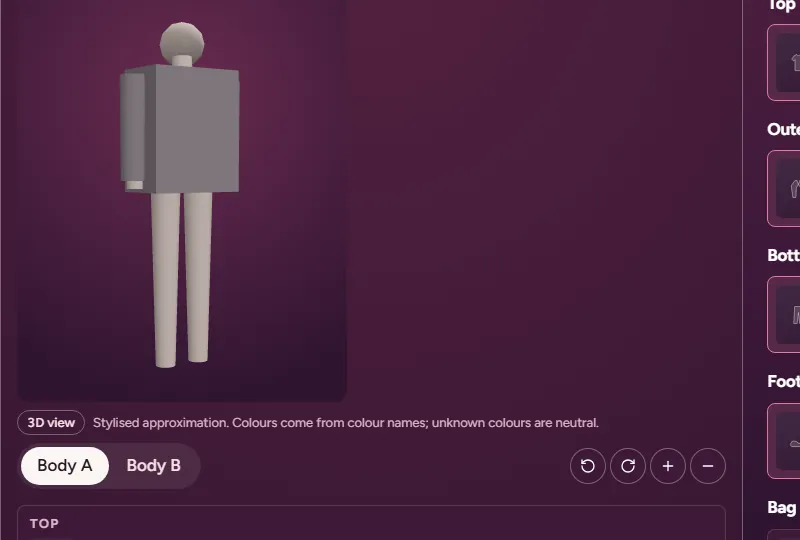 Top
Oute
Bott
Foot
3D view Stylised approximation. Colours come from colour names; unknown colours are neutral.
Body A Body B
Bag
TOP